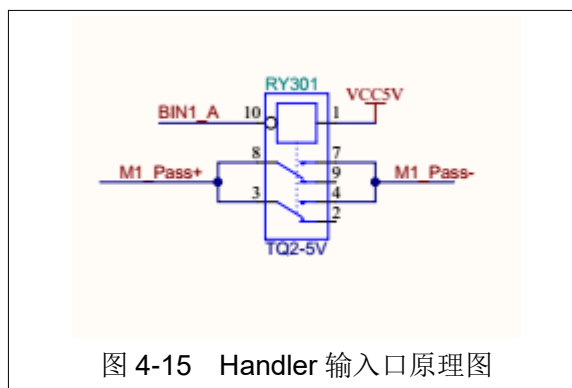 RY301
VCC5V
BIN1_A 10 1
8 7
M1_Pass+ 9 M1_Pass-
3 4
2
TQ2-5V
图 4-15 Handler 输入口原理图